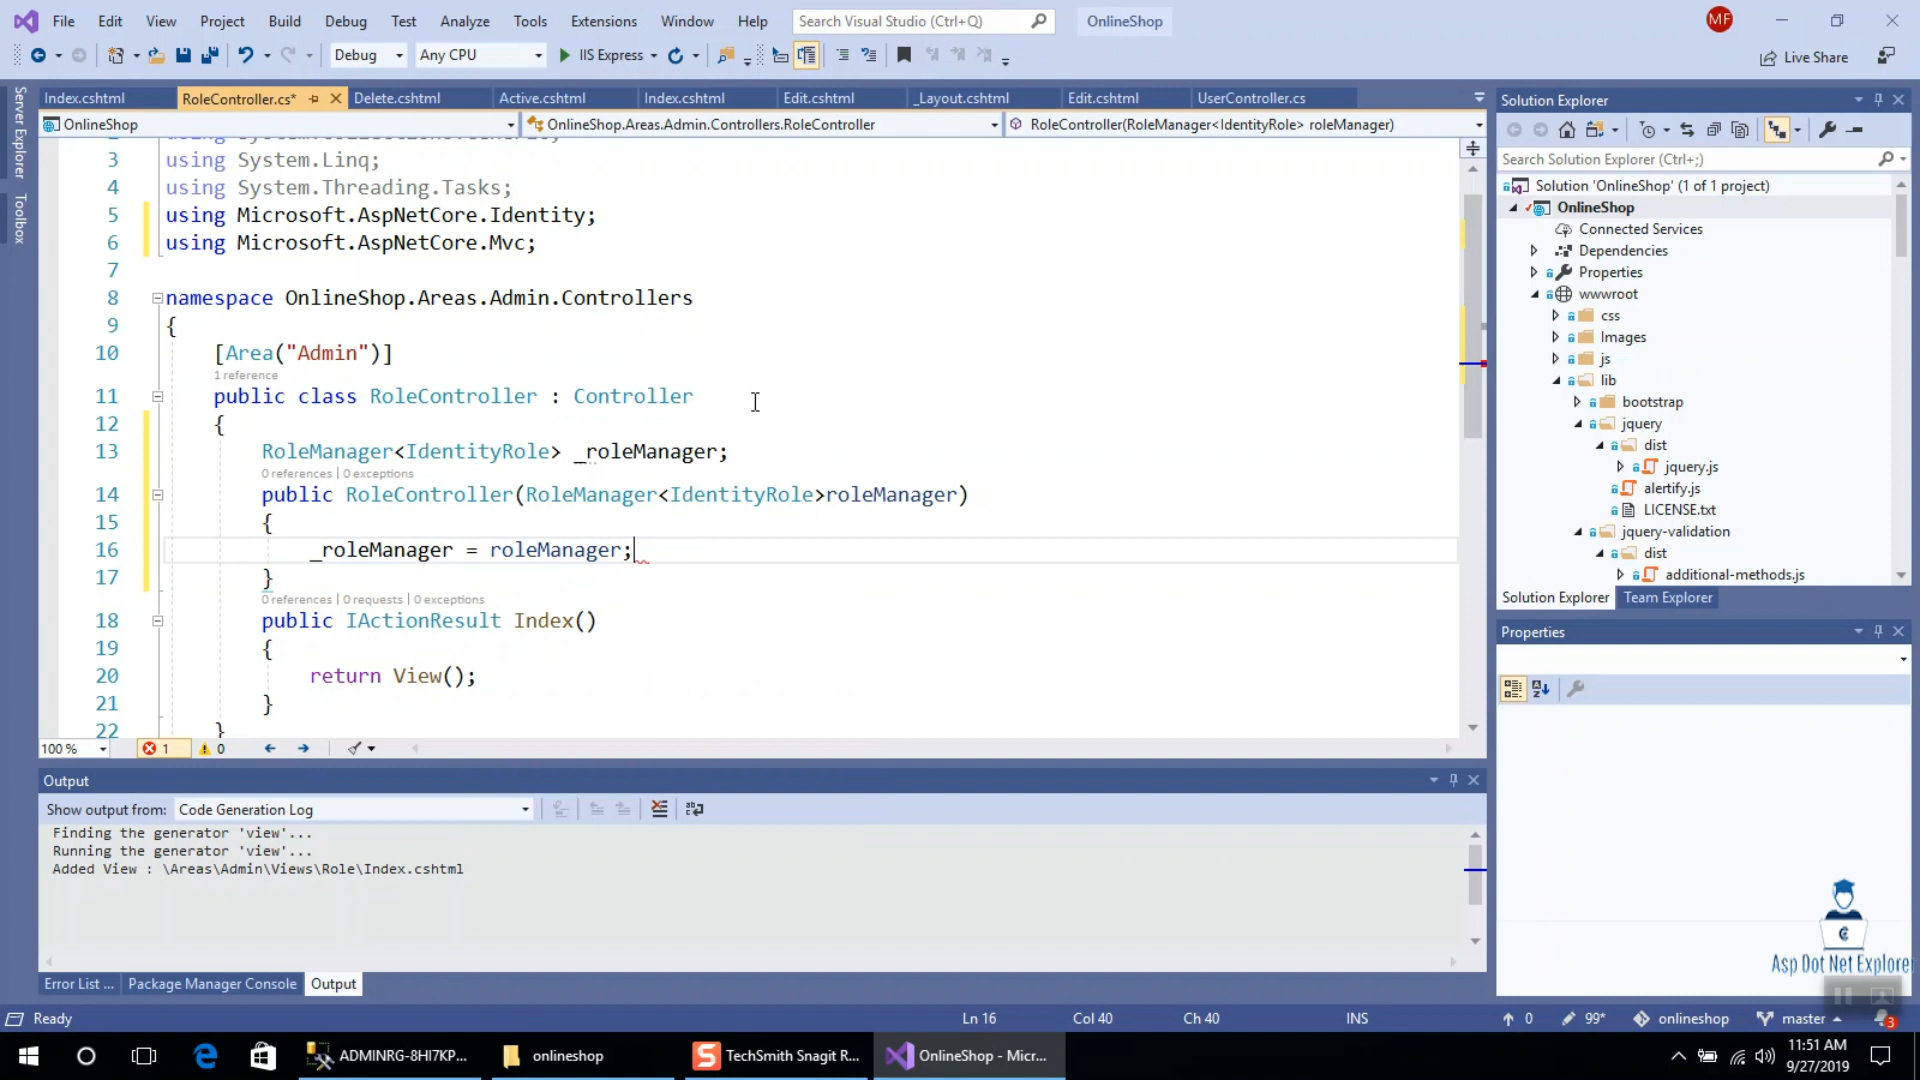 File Edit View Project Build Debug Test Analyze Tools Extensions Window Help Search Visual Studio (Ctrl+Q) OnlineShop MF
Debug Any CPU IIS Express Live Share
Index.cshtml RoleController.cs* Delete.cshtml Active.cshtml Index.cshtml Edit.cshtml _Layout.cshtml Edit.cshtml UserController.cs
OnlineShop OnlineShop.Areas.Admin.Controllers.RoleController RoleController(RoleManager<IdentityRole> roleManager)
Server Explorer
Toolbox
3 using System.Linq;
4 using System.Threading.Tasks;
5 using Microsoft.AspNetCore.Identity;
6 using Microsoft.AspNetCore.Mvc;
7
8 namespace OnlineShop.Areas.Admin.Controllers
9 {
10 [Area("Admin")]
1 reference
11 public class RoleController : Controller
12 {
13 RoleManager<IdentityRole> _roleManager;
0 references | 0 exceptions
14 public RoleController(RoleManager<IdentityRole>roleManager)
15 {
16 _roleManager = roleManager;
17 }
0 references | 0 requests | 0 exceptions
18 public IActionResult Index()
19 {
20 return View();
21 }
22 }
100 % 1 0
Output
Show output from: Code Generation Log
Finding the generator 'view'...
Running the generator 'view'...
Added View : \Areas\Admin\Views\Role\Index.cshtml
Error List ... Package Manager Console Output
Solution Explorer
Search Solution Explorer (Ctrl+;)
Solution 'OnlineShop' (1 of 1 project)
OnlineShop
Connected Services
Dependencies
Properties
wwwroot
css
Images
js
lib
bootstrap
jquery
dist
jquery.js
alertify.js
LICENSE.txt
jquery-validation
dist
additional-methods.js
Solution Explorer Team Explorer
Properties
Asp Dot Net Explorer
Ready Ln 16 Col 40 Ch 40 INS 0 99* onlineshop master 3
ADMINRG-8HI7KP... onlineshop TechSmith Snagit R... OnlineShop - Micr... 11:51 AM
9/27/2019